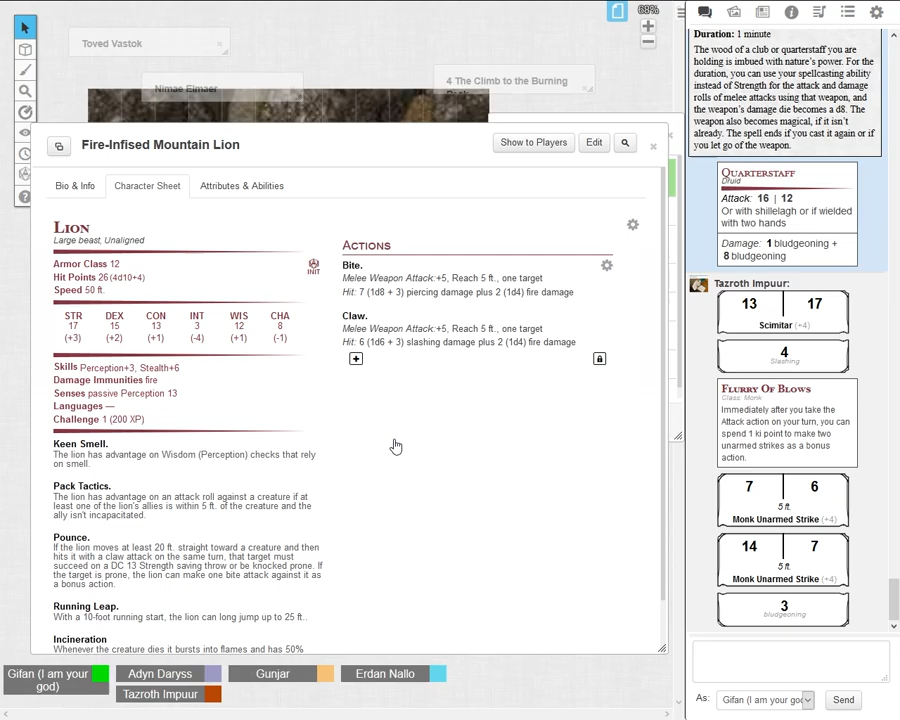 68%
Toved Vastok
Nimae Elmaer
4 The Climb to the Burning
Fire-Infised Mountain Lion
Show to Players
Edit
Bio & Info
Character Sheet
Attributes & Abilities
Lion
Large beast, Unaligned
Armor Class 12
Hit Points 26 (4d10+4)
Speed 50 ft.
INIT
STR DEX CON INT WIS CHA
17 15 13 3 12 8
(+3) (+2) (+1) (-4) (+1) (-1)
Skills Perception+3, Stealth+6
Damage Immunities fire
Senses passive Perception 13
Languages —
Challenge 1 (200 XP)
Keen Smell.
The lion has advantage on Wisdom (Perception) checks that rely
on smell.
Pack Tactics.
The lion has advantage on an attack roll against a creature if at
least one of the lion's allies is within 5 ft. of the creature and the
ally isn't incapacitated.
Pounce.
If the lion moves at least 20 ft. straight toward a creature and then
hits it with a claw attack on the same turn, that target must
succeed on a DC 13 Strength saving throw or be knocked prone. If
the target is prone, the lion can make one bite attack against it as
a bonus action.
Running Leap.
With a 10-foot running start, the lion can long jump up to 25 ft..
Incineration
Whenever the creature dies it bursts into flames and has 50%
Actions
Bite.
Melee Weapon Attack:+5, Reach 5 ft., one target
Hit: 7 (1d8 + 3) piercing damage plus 2 (1d4) fire damage
Claw.
Melee Weapon Attack:+5, Reach 5 ft., one target
Hit: 6 (1d6 + 3) slashing damage plus 2 (1d4) fire damage
Gifan (I am your
god)
Adyn Daryss
Gunjar
Erdan Nallo
Tazroth Impuur
Duration: 1 minute
The wood of a club or quarterstaff you are
holding is imbued with nature's power. For the
duration, you can use your spellcasting ability
instead of Strength for the attack and damage
rolls of melee attacks using that weapon, and
the weapon's damage die becomes a d8. The
weapon also becomes magical, if it isn't
already. The spell ends if you cast it again or if
you let go of the weapon.
Quarterstaff
Druid
Attack: 16 | 12
Or with shillelagh or if wielded
with two hands
Damage: 1 bludgeoning +
8 bludgeoning
Tazroth Impuur:
13 17
Scimitar (+4)
4
Slashing
Flurry Of Blows
Class: Monk
Immediately after you take the
Attack action on your turn, you can
spend 1 ki point to make two
unarmed strikes as a bonus
action.
7 6
5 ft.
Monk Unarmed Strike (+4)
14 7
5 ft.
Monk Unarmed Strike (+4)
3
bludgeoning
As:
Gifan (I am your god
Send